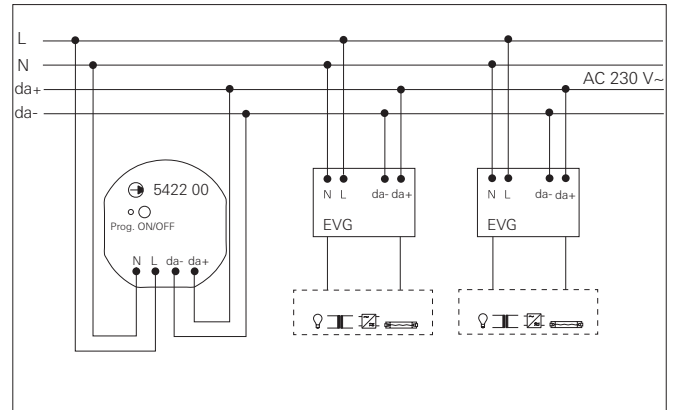 L
N
da+
AC 230 V~
da-
5422 00
Prog. ON/OFF
N L da- da+
N L da- da+
EVG
N L da- da+
EVG